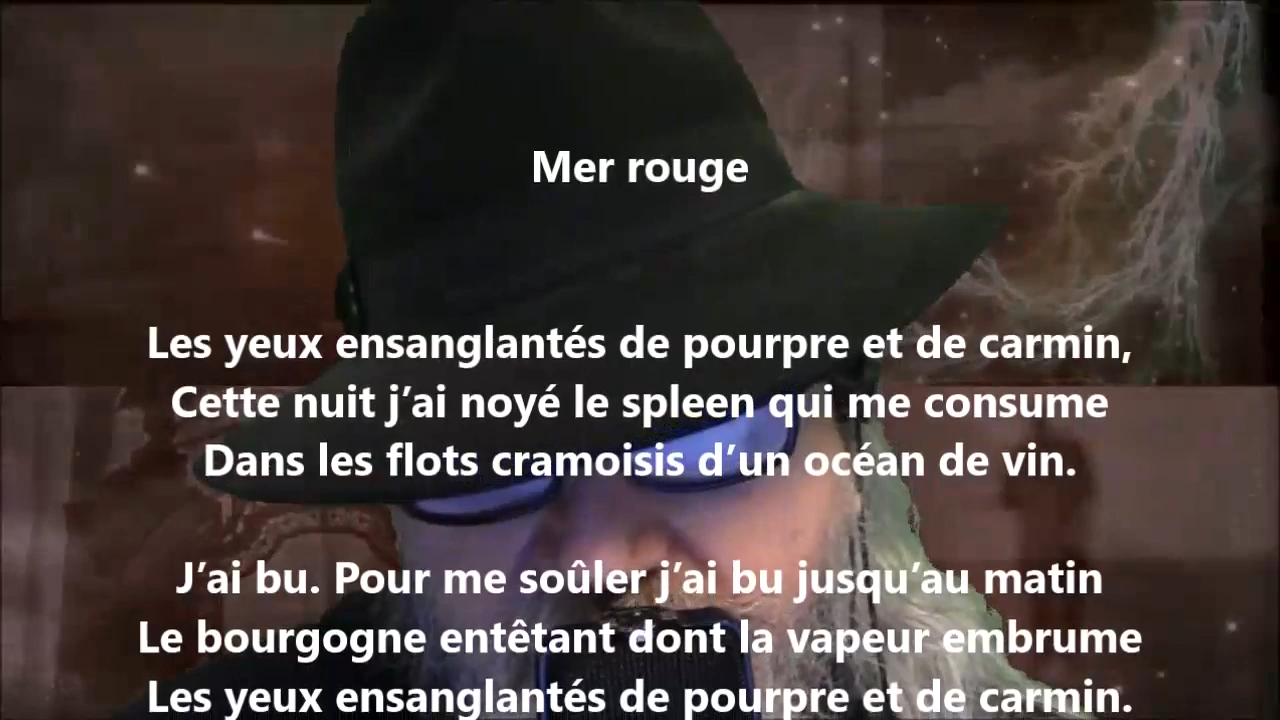 Mer rouge
Les yeux ensanglantés de pourpre et de carmin,
Cette nuit j’ai noyé le spleen qui me consume
Dans les flots cramoisis d’un océan de vin.
J’ai bu. Pour me soûler j’ai bu jusqu’au matin
Le bourgogne entêtant dont la vapeur embrume
Les yeux ensanglantés de pourpre et de carmin.